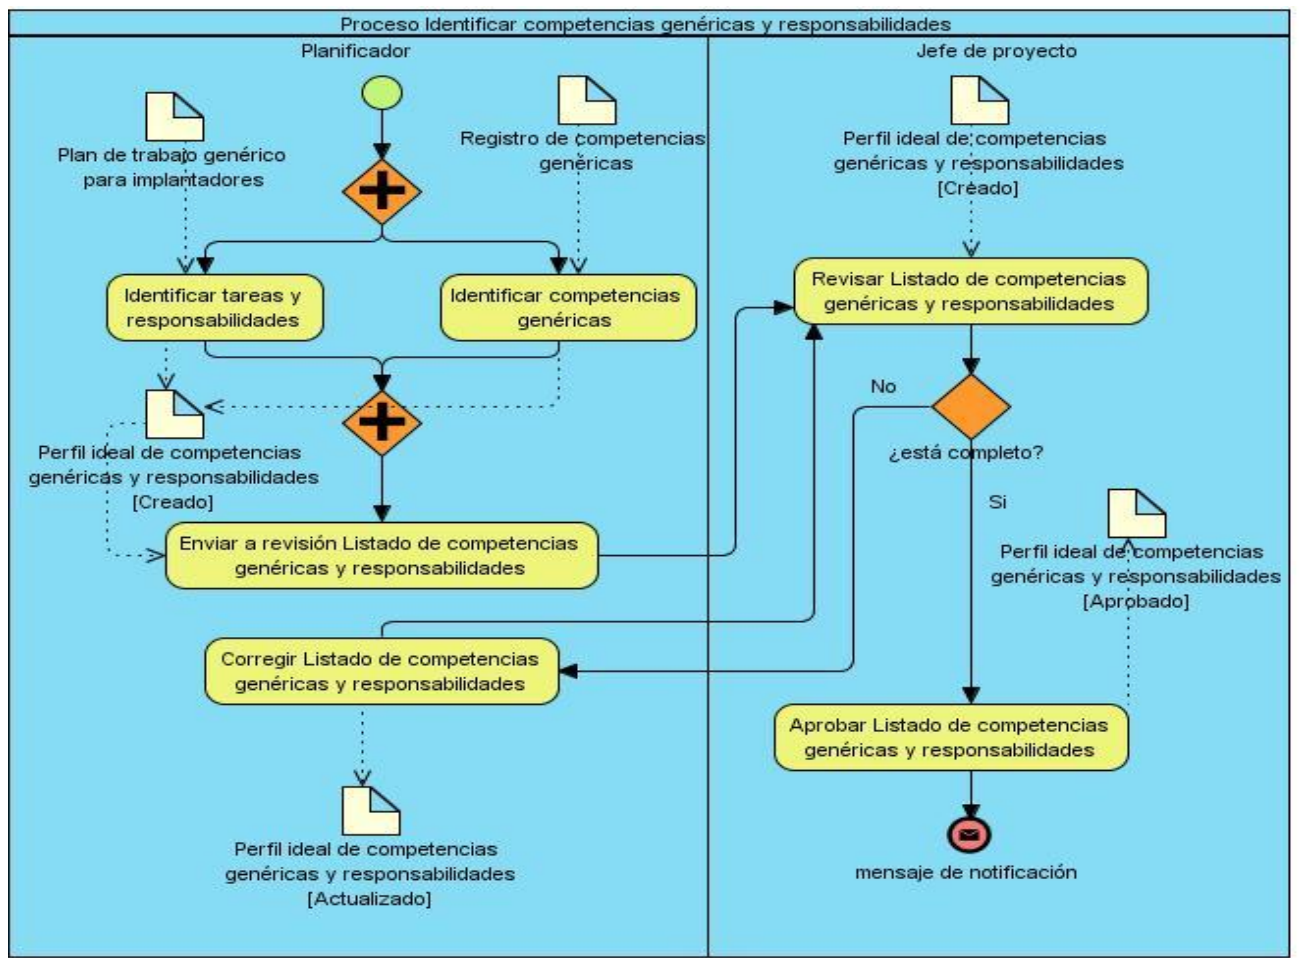 Proceso Identificar competencias genéricas y responsabilidades
Planificador
Jefe de proyecto
Plan de trabajo genérico
para implantadores
Registro de competencias
genéricas
Perfil ideal de competencias
genéricas y responsabilidades
[Creado]
Identificar tareas y
responsabilidades
Identificar competencias
genéricas
Revisar Listado de competencias
genéricas y responsabilidades
No
¿está completo?
Si
Perfil ideal de competencias
genéricas y responsabilidades
[Creado]
Enviar a revisión Listado de competencias
genéricas y responsabilidades
Perfil ideal de competencias
genéricas y responsabilidades
[Aprobado]
Corregir Listado de competencias
genéricas y responsabilidades
Aprobar Listado de competencias
genéricas y responsabilidades
Perfil ideal de competencias
genéricas y responsabilidades
[Actualizado]
mensaje de notificación